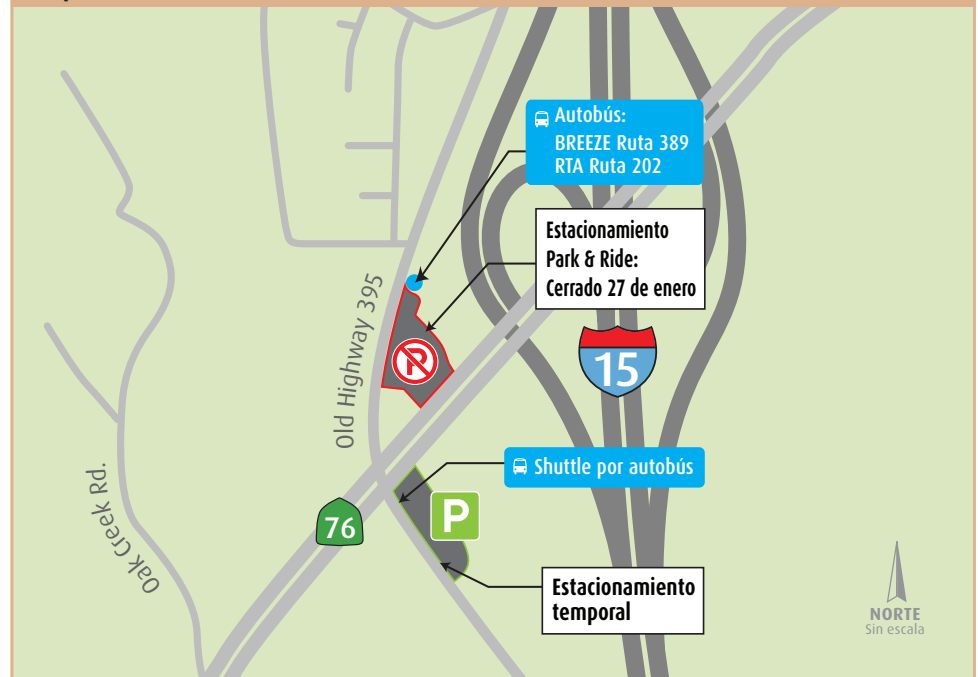 Autobús:
BREEZE Ruta 389
RTA Ruta 202
Estacionamiento
Park & Ride:
Cerrado 27 de enero
Old Highway 395
P
15
Shuttle por autobús
P
76
Oak Creek Rd.
Estacionamiento
temporal
NORTE
Sin escala